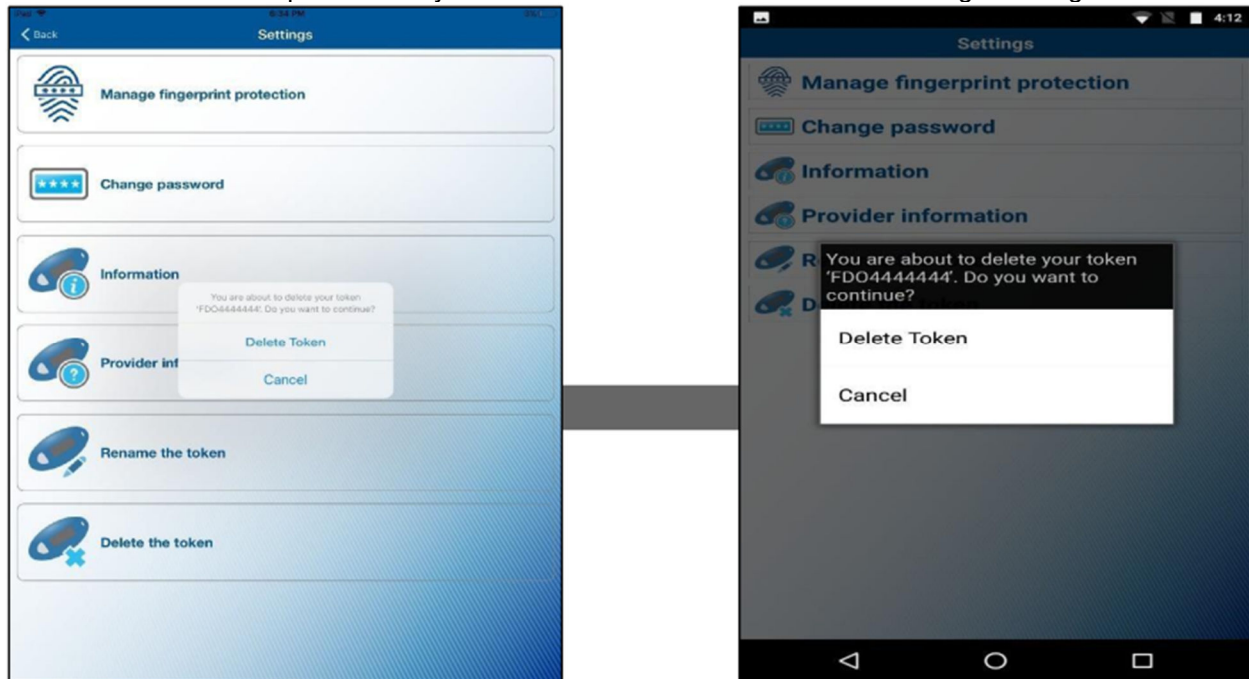 6:34 PM
Back
Settings
Manage fingerprint protection
Change password
Information
You are about to delete your token
'FDO4444444'. Do you want to continue?
Delete Token
Provider inf
Cancel
Rename the token
Delete the token
4:12
Settings
Manage fingerprint protection
Change password
Information
Provider information
R
You are about to delete your token
'FDO4444444'. Do you want to
continue?
D
Delete Token
Cancel